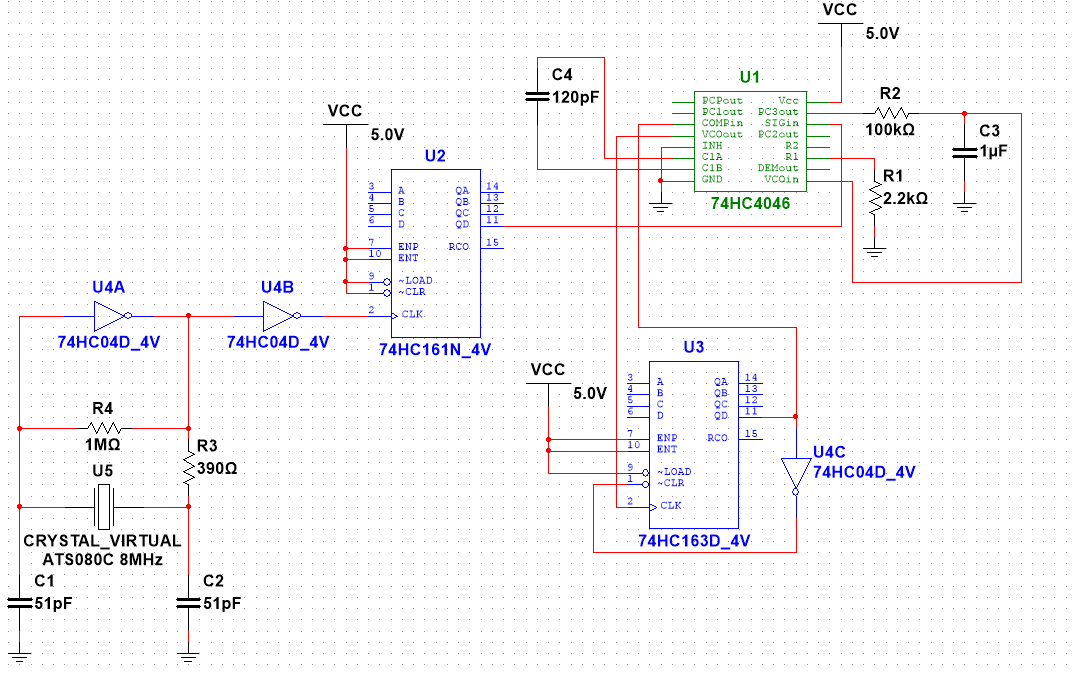 VCC
5.0V
U1
C4
120pF
PCPout Vcc
PC1out PC3out
COMPin SIGin
VCOout PC2out
INH R2
C1A R1
C1B DEMout
GND VCOin
74HC4046
R2
100kΩ
C3
1µF
R1
2.2kΩ
VCC
5.0V
U2
3 A QA 14
4 B QB 13
5 C QC 12
6 D QD 11
7 ENP RCO 15
10 ENT
9 ~LOAD
1 ~CLR
2 CLK
74HC161N_4V
U4A
74HC04D_4V
U4B
74HC04D_4V
VCC
5.0V
U3
3 A QA 14
4 B QB 13
5 C QC 12
6 D QD 11
7 ENP RCO 15
10 ENT
9 ~LOAD
1 ~CLR
2 CLK
74HC163D_4V
U4C
74HC04D_4V
R4
1MΩ
R3
390Ω
U5
CRYSTAL_VIRTUAL
ATS080C 8MHz
C1
51pF
C2
51pF